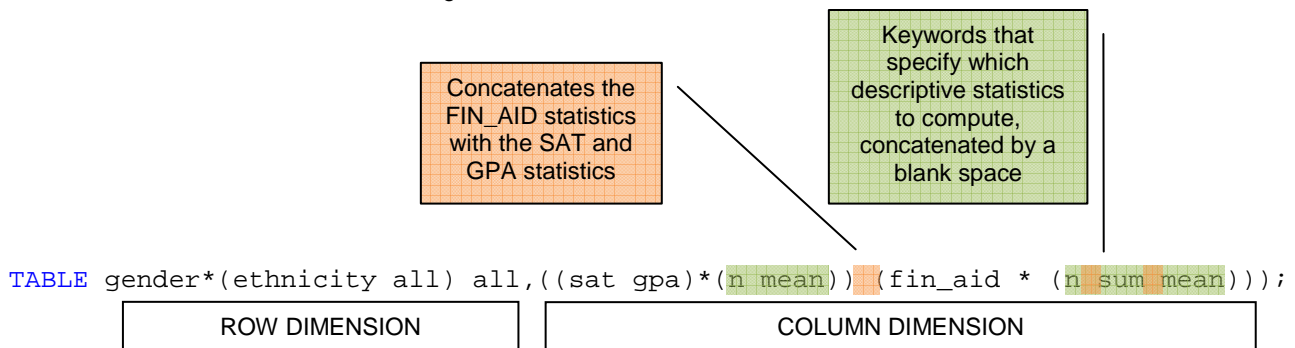 Concatenates the
FIN_AID statistics
with the SAT and
GPA statistics
Keywords that
specify which
descriptive statistics
to compute,
concatenated by a
blank space
TABLE gender*(ethnicity all) all,((sat gpa)*(n mean)) (fin_aid * (n sum mean)));
ROW DIMENSION
COLUMN DIMENSION